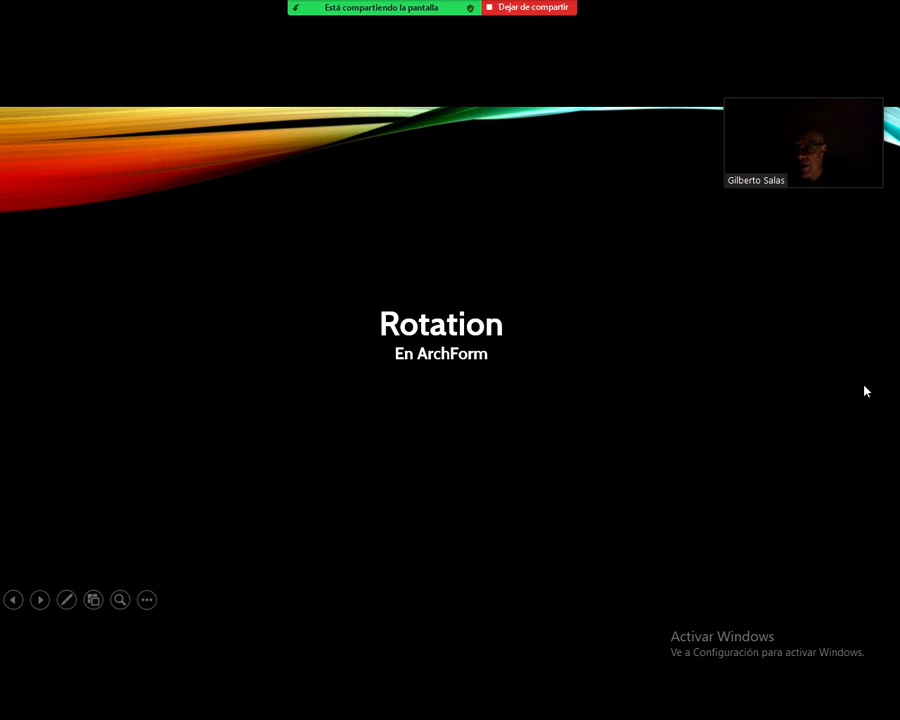 Está compartiendo la pantalla
Dejar de compartir
Gilberto Salas
Rotation
En ArchForm
Activar Windows
Ve a Configuración para activar Windows.